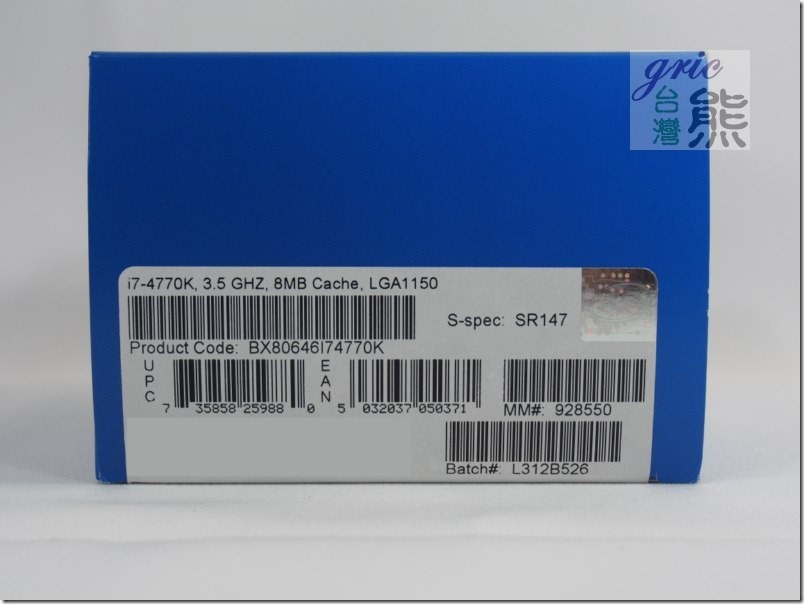 gric
台灣熊
i7-4770K, 3.5 GHZ, 8MB Cache, LGA1150
S-spec: SR147
Product Code: BX80646I74770K
UPC
7 35858 25988 0
EAN
5 032037 050371
MM#: 928550
Batch#: L312B526